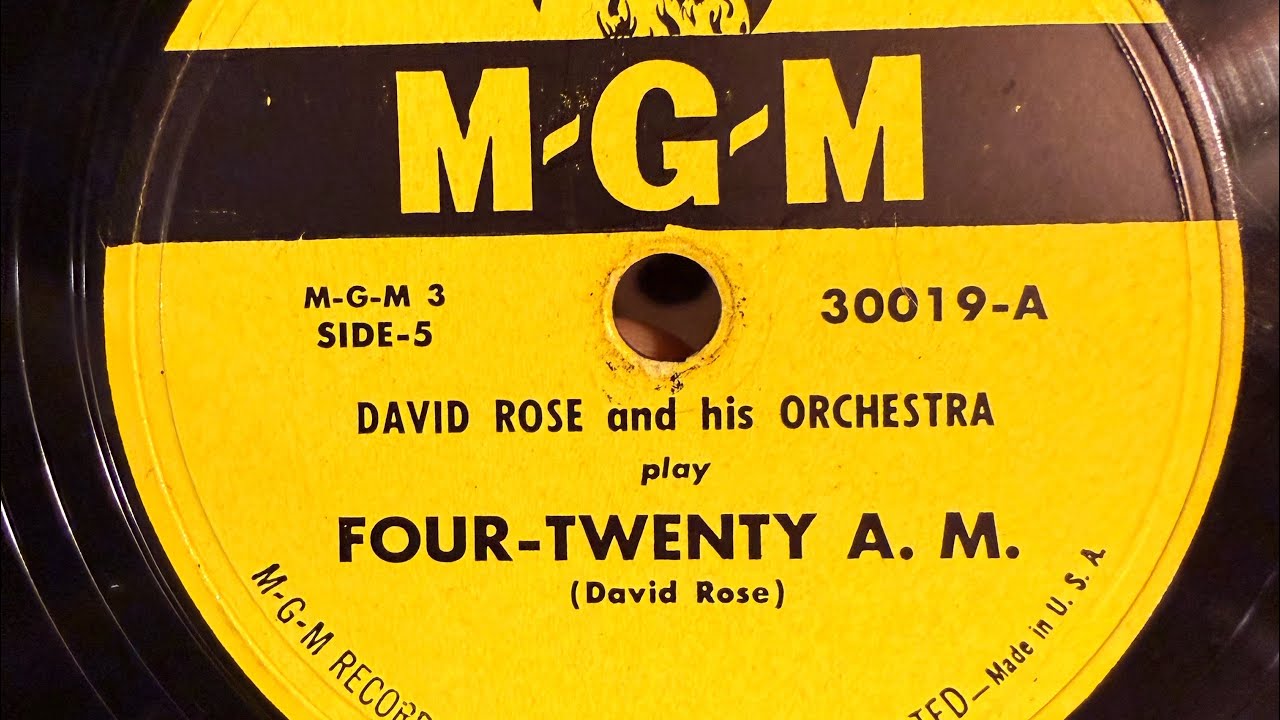 M-G-M
M-G-M 3
SIDE-5
30019-A
DAVID ROSE and his ORCHESTRA
play
FOUR-TWENTY A. M.
(David Rose)
M-G-M RECOR
TED—Made in U. S. A.